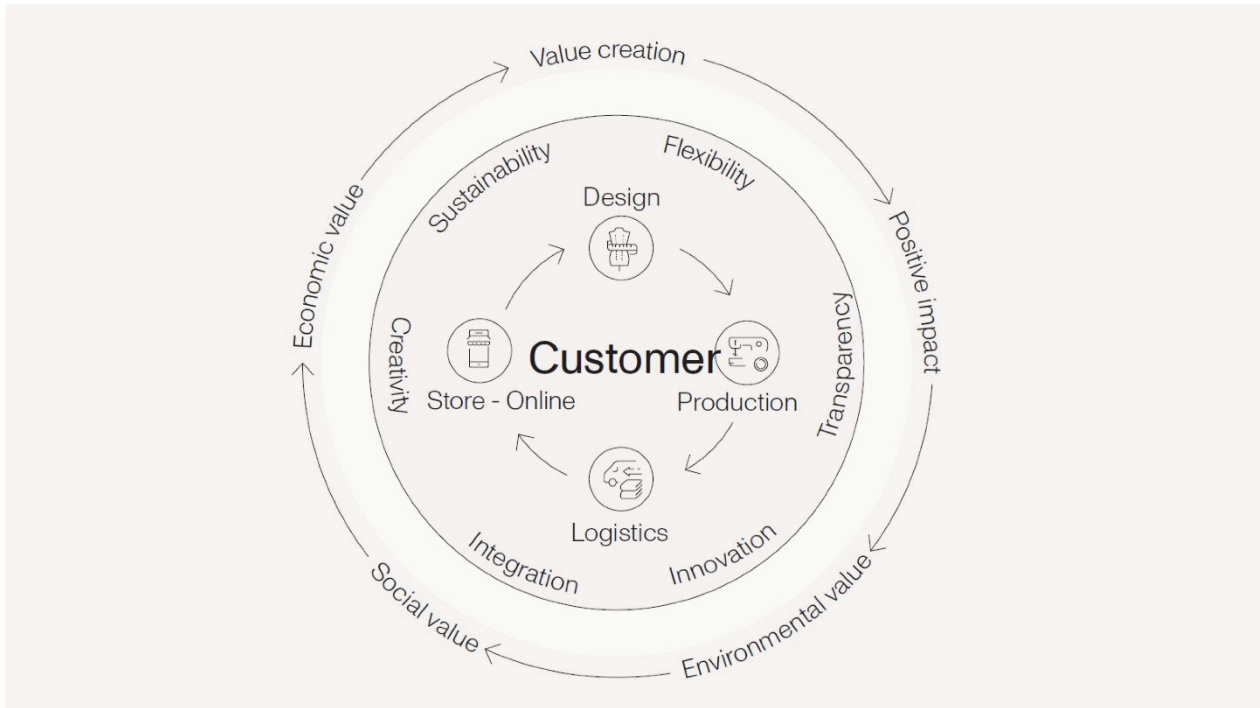 Value creation
Positive impact
Environmental value
Social value
Economic value
Sustainability
Flexibility
Transparency
Innovation
Integration
Creativity
Design
Customer
Production
Logistics
Store - Online